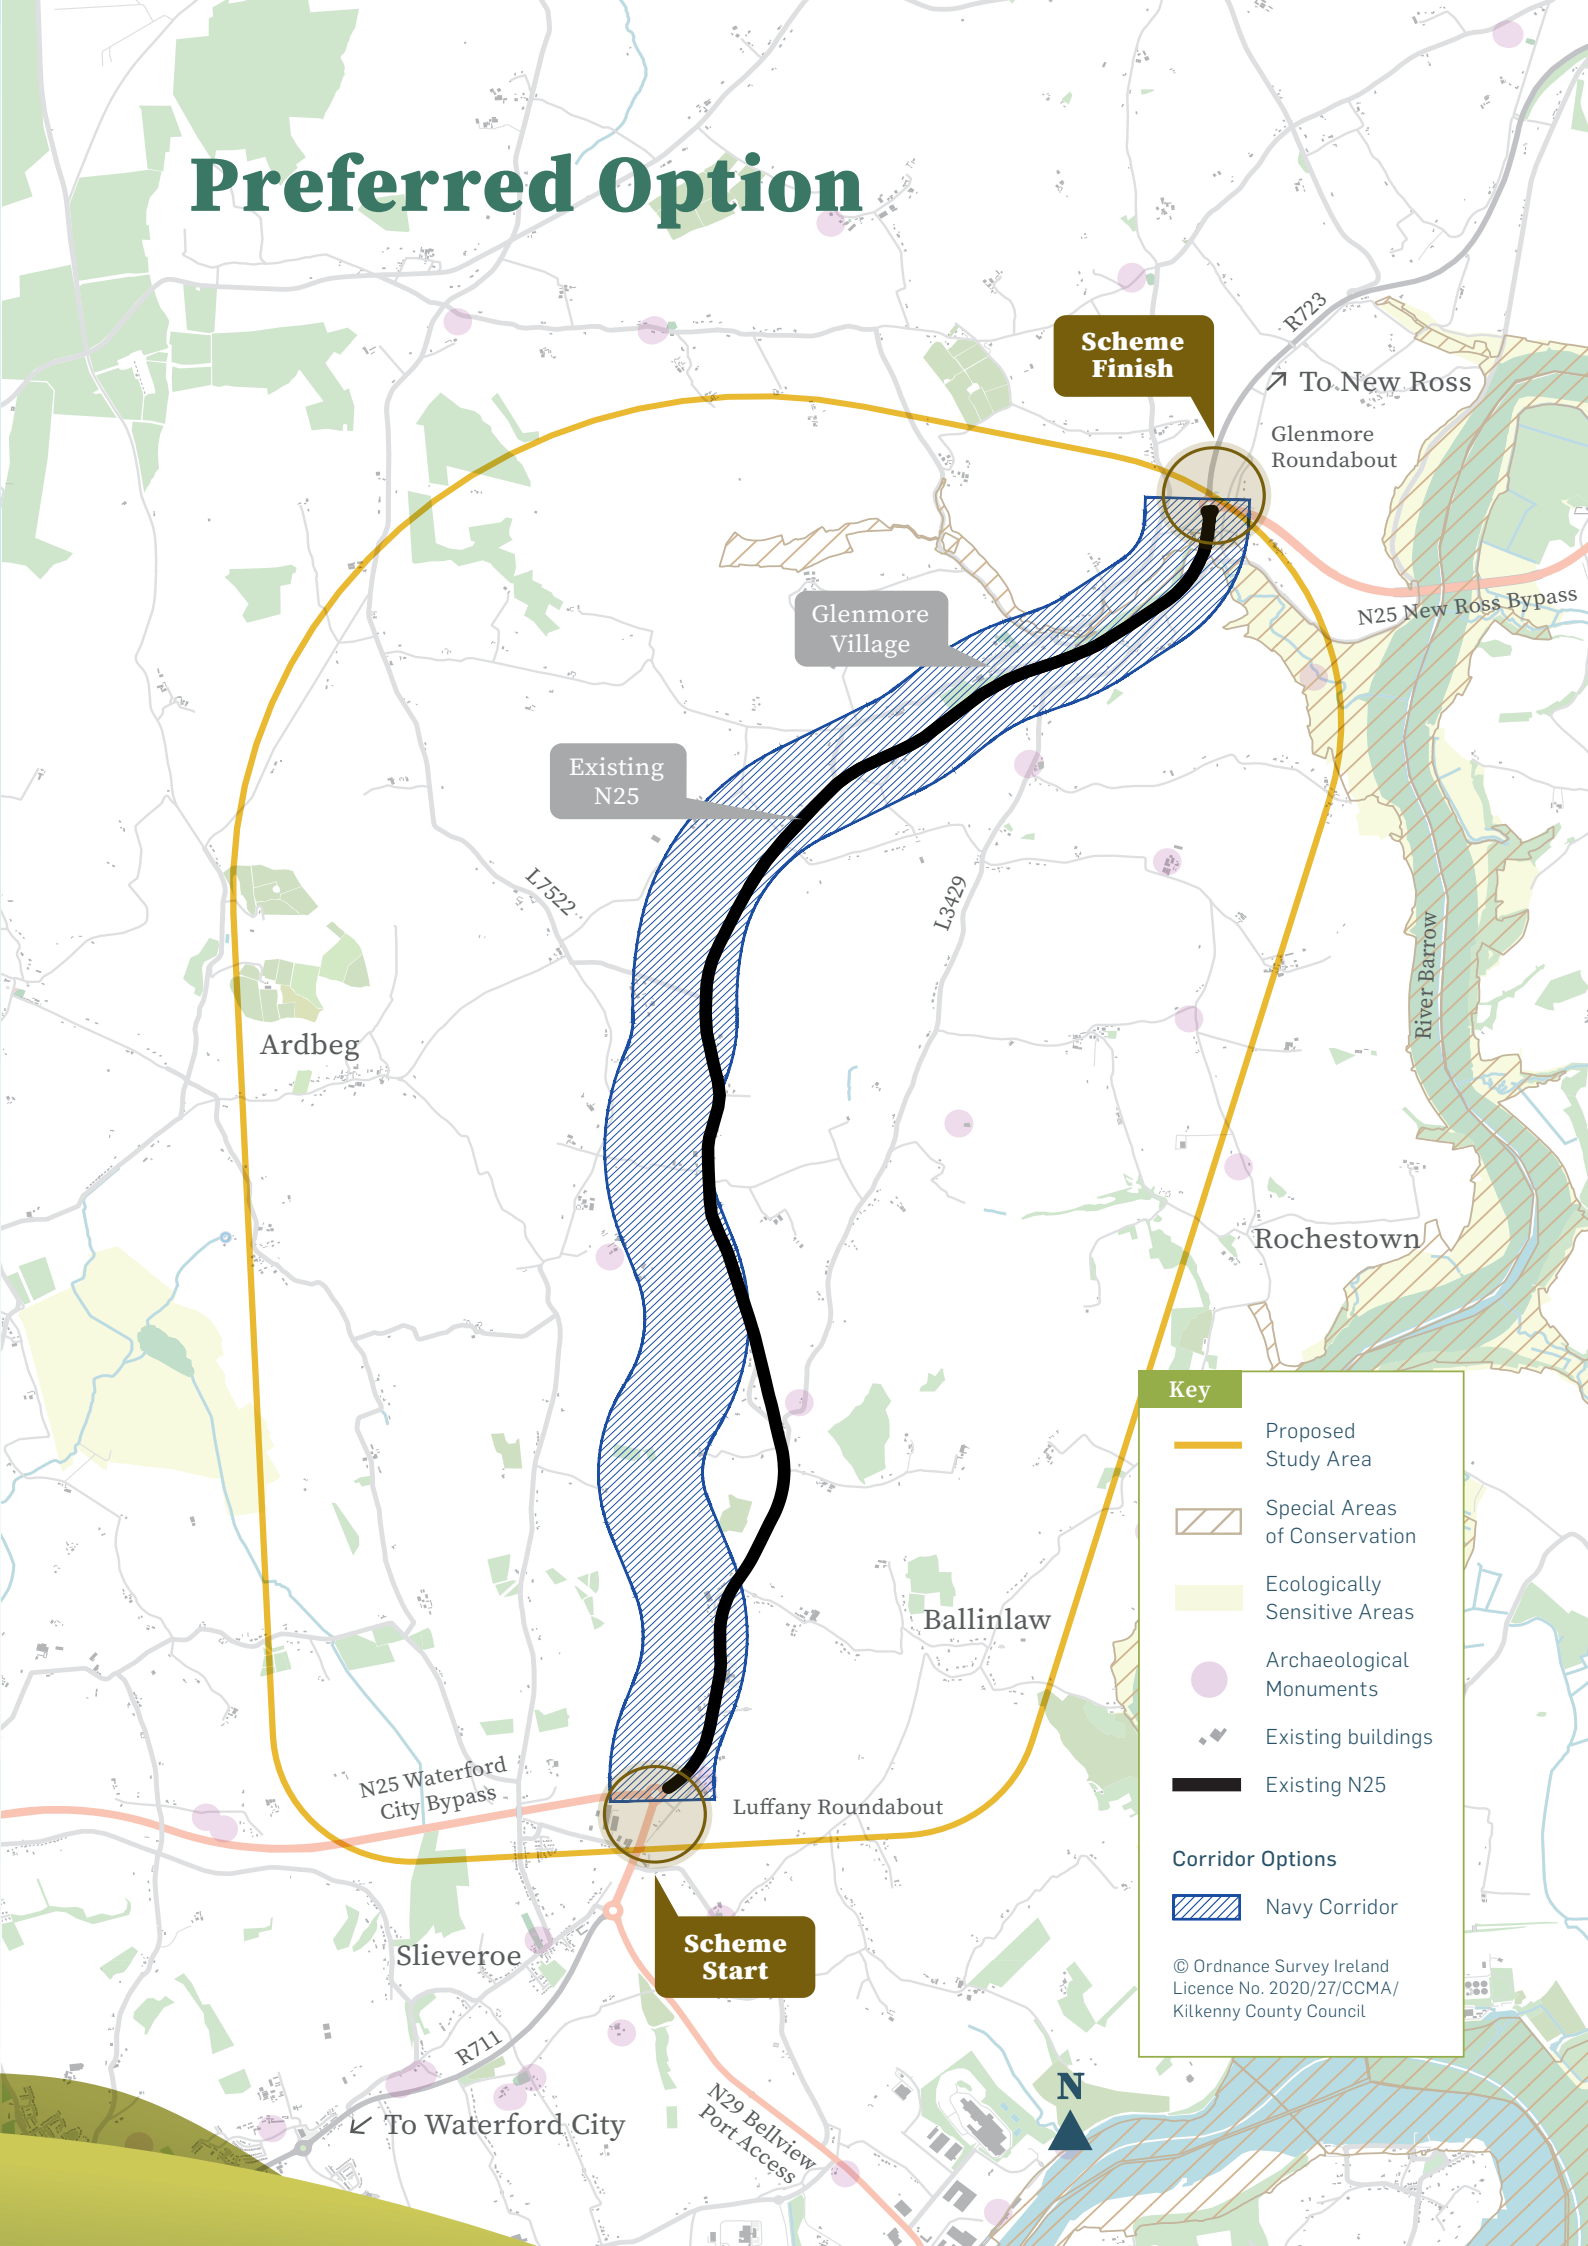 Preferred Option
Scheme
Finish
R723
↗ To New Ross
Glenmore
Roundabout
N25 New Ross Bypass
Glenmore
Village
Existing
N25
L7522
L3429
River Barrow
Ardbeg
Rochestown
Ballinlaw
N25 Waterford
City Bypass
Luffany Roundabout
Scheme
Start
Slieveroe
R711
↙ To Waterford City
N29 Bellview
Port Access
N
Key
Proposed
Study Area
Special Areas
of Conservation
Ecologically
Sensitive Areas
Archaeological
Monuments
Existing buildings
Existing N25
Corridor Options
Navy Corridor
© Ordnance Survey Ireland
Licence No. 2020/27/CCMA/
Kilkenny County Council